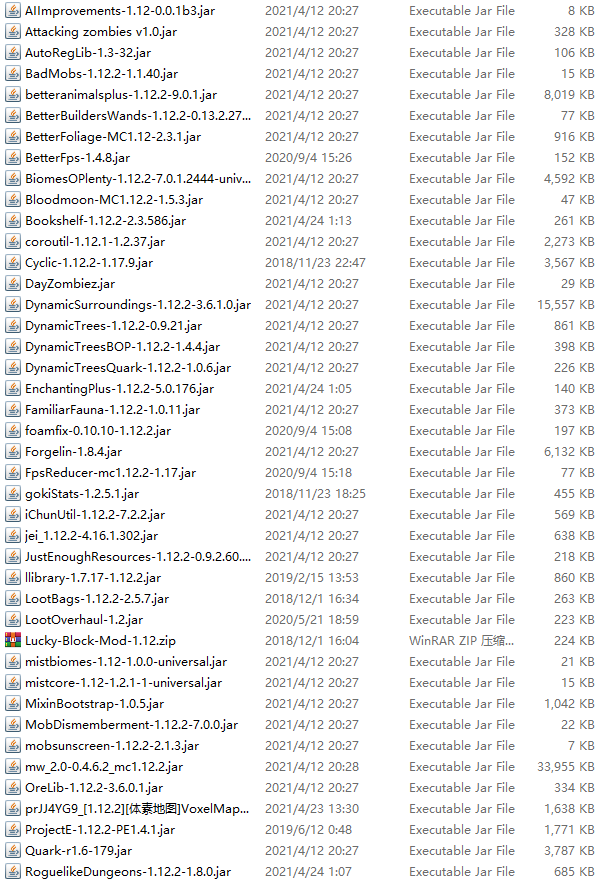 AIImprovements-1.12-0.0.1b3.jar 2021/4/12 20:27 Executable Jar File 8 KB
Attacking zombies v1.0.jar 2021/4/12 20:27 Executable Jar File 328 KB
AutoRegLib-1.3-32.jar 2021/4/12 20:27 Executable Jar File 106 KB
BadMobs-1.12.2-1.1.40.jar 2021/4/12 20:27 Executable Jar File 15 KB
betteranimalsplus-1.12.2-9.0.1.jar 2021/4/12 20:27 Executable Jar File 8,019 KB
BetterBuildersWands-1.12.2-0.13.2.27... 2021/4/12 20:27 Executable Jar File 77 KB
BetterFoliage-MC1.12-2.3.1.jar 2021/4/12 20:27 Executable Jar File 916 KB
BetterFps-1.4.8.jar 2020/9/4 15:26 Executable Jar File 152 KB
BiomesOPlenty-1.12.2-7.0.1.2444-univ... 2021/4/12 20:27 Executable Jar File 4,592 KB
Bloodmoon-MC1.12.2-1.5.3.jar 2021/4/12 20:27 Executable Jar File 47 KB
Bookshelf-1.12.2-2.3.586.jar 2021/4/24 1:13 Executable Jar File 261 KB
coroutil-1.12.1-1.2.37.jar 2021/4/12 20:27 Executable Jar File 2,273 KB
Cyclic-1.12.2-1.17.9.jar 2018/11/23 22:47 Executable Jar File 3,567 KB
DayZombiez.jar 2021/4/12 20:27 Executable Jar File 29 KB
DynamicSurroundings-1.12.2-3.6.1.0.jar 2021/4/12 20:27 Executable Jar File 15,557 KB
DynamicTrees-1.12.2-0.9.21.jar 2021/4/12 20:27 Executable Jar File 861 KB
DynamicTreesBOP-1.12.2-1.4.4.jar 2021/4/12 20:27 Executable Jar File 398 KB
DynamicTreesQuark-1.12.2-1.0.6.jar 2021/4/12 20:27 Executable Jar File 226 KB
EnchantingPlus-1.12.2-5.0.176.jar 2021/4/24 1:05 Executable Jar File 140 KB
FamiliarFauna-1.12.2-1.0.11.jar 2021/4/12 20:27 Executable Jar File 373 KB
foamfix-0.10.10-1.12.2.jar 2020/9/4 15:08 Executable Jar File 197 KB
Forgelin-1.8.4.jar 2021/4/12 20:27 Executable Jar File 6,132 KB
FpsReducer-mc1.12.2-1.17.jar 2020/9/4 15:18 Executable Jar File 77 KB
gokiStats-1.2.5.1.jar 2018/11/23 18:25 Executable Jar File 455 KB
iChunUtil-1.12.2-7.2.2.jar 2021/4/12 20:27 Executable Jar File 569 KB
jei_1.12.2-4.16.1.302.jar 2021/4/12 20:27 Executable Jar File 638 KB
JustEnoughResources-1.12.2-0.9.2.60.... 2021/4/12 20:27 Executable Jar File 218 KB
llibrary-1.7.17-1.12.2.jar 2019/2/15 13:53 Executable Jar File 860 KB
LootBags-1.12.2-2.5.7.jar 2018/12/1 16:34 Executable Jar File 263 KB
LootOverhaul-1.2.jar 2020/5/21 18:59 Executable Jar File 223 KB
Lucky-Block-Mod-1.12.zip 2018/12/1 16:04 WinRAR ZIP 压缩... 224 KB
mistbiomes-1.12-1.0.0-universal.jar 2021/4/12 20:27 Executable Jar File 21 KB
mistcore-1.12-1.2.1-1-universal.jar 2021/4/12 20:27 Executable Jar File 15 KB
MixinBootstrap-1.0.5.jar 2021/4/12 20:27 Executable Jar File 1,042 KB
MobDismemberment-1.12.2-7.0.0.jar 2021/4/12 20:27 Executable Jar File 22 KB
mobsunscreen-1.12.2-2.1.3.jar 2021/4/12 20:27 Executable Jar File 7 KB
mw_2.0-0.4.6.2_mc1.12.2.jar 2021/4/12 20:28 Executable Jar File 33,955 KB
OreLib-1.12.2-3.6.0.1.jar 2021/4/12 20:27 Executable Jar File 334 KB
prJJ4YG9_[1.12.2][体素地图]VoxelMap... 2021/4/23 13:30 Executable Jar File 1,638 KB
ProjectE-1.12.2-PE1.4.1.jar 2019/6/12 0:48 Executable Jar File 1,771 KB
Quark-r1.6-179.jar 2021/4/12 20:27 Executable Jar File 3,787 KB
RoguelikeDungeons-1.12.2-1.8.0.jar 2021/4/24 1:07 Executable Jar File 685 KB